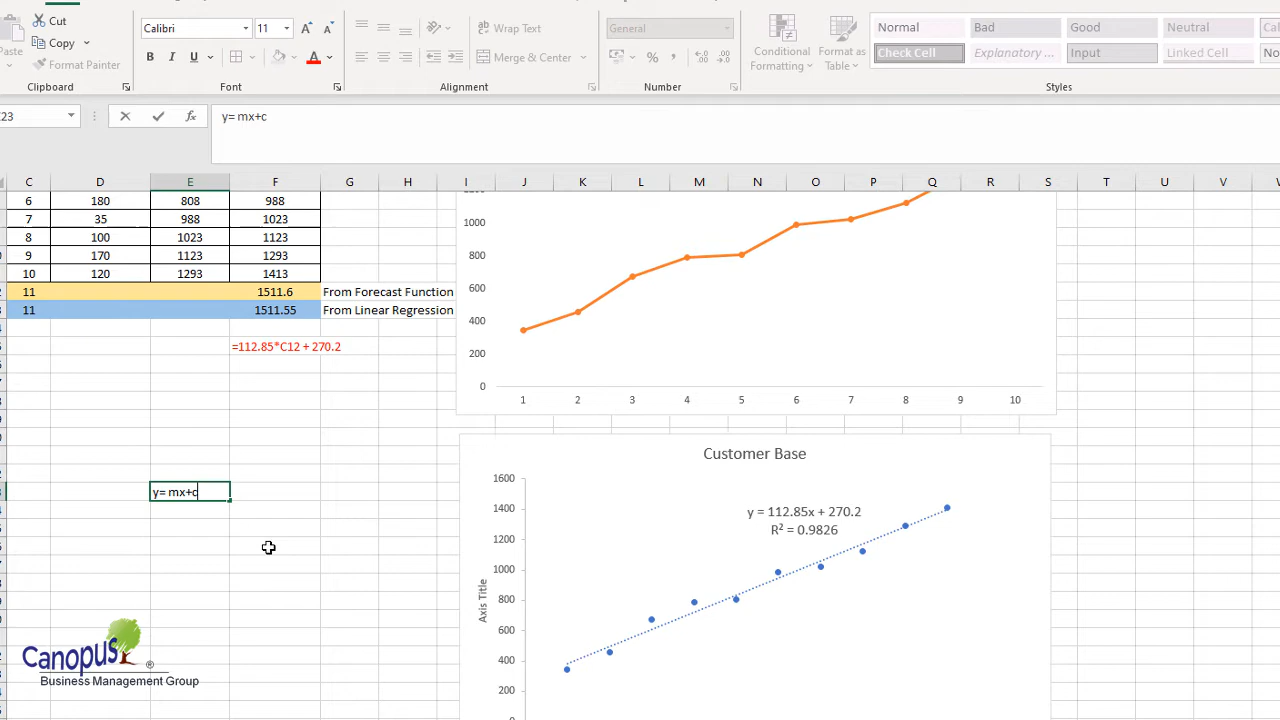 Cut
Calibri
11
Wrap Text
General
Normal
Bad
Good
Neutral
Paste
Copy
Conditional
Formatting
Format as
Table
Check Cell
Explanatory ...
Input
Linked Cell
Format Painter
B I U
A
Merge & Center
%
Clipboard
Font
Alignment
Number
Styles
fx
y= mx+c
C D E F G H I J K L M N O P Q R S T U V
6 180 808 988
7 35 988 1023
8 100 1023 1123
9 170 1123 1293
10 120 1293 1413
11 1511.6 From Forecast Function
11 1511.55 From Linear Regression
=112.85*C12 + 270.2
y= mx+c
1000
800
600
400
200
0
1 2 3 4 5 6 7 8 9 10
Customer Base
1600
1400
1200
1000
800
600
400
200
Axis Title
y = 112.85x + 270.2
R² = 0.9826
Canopus ®
Business Management Group